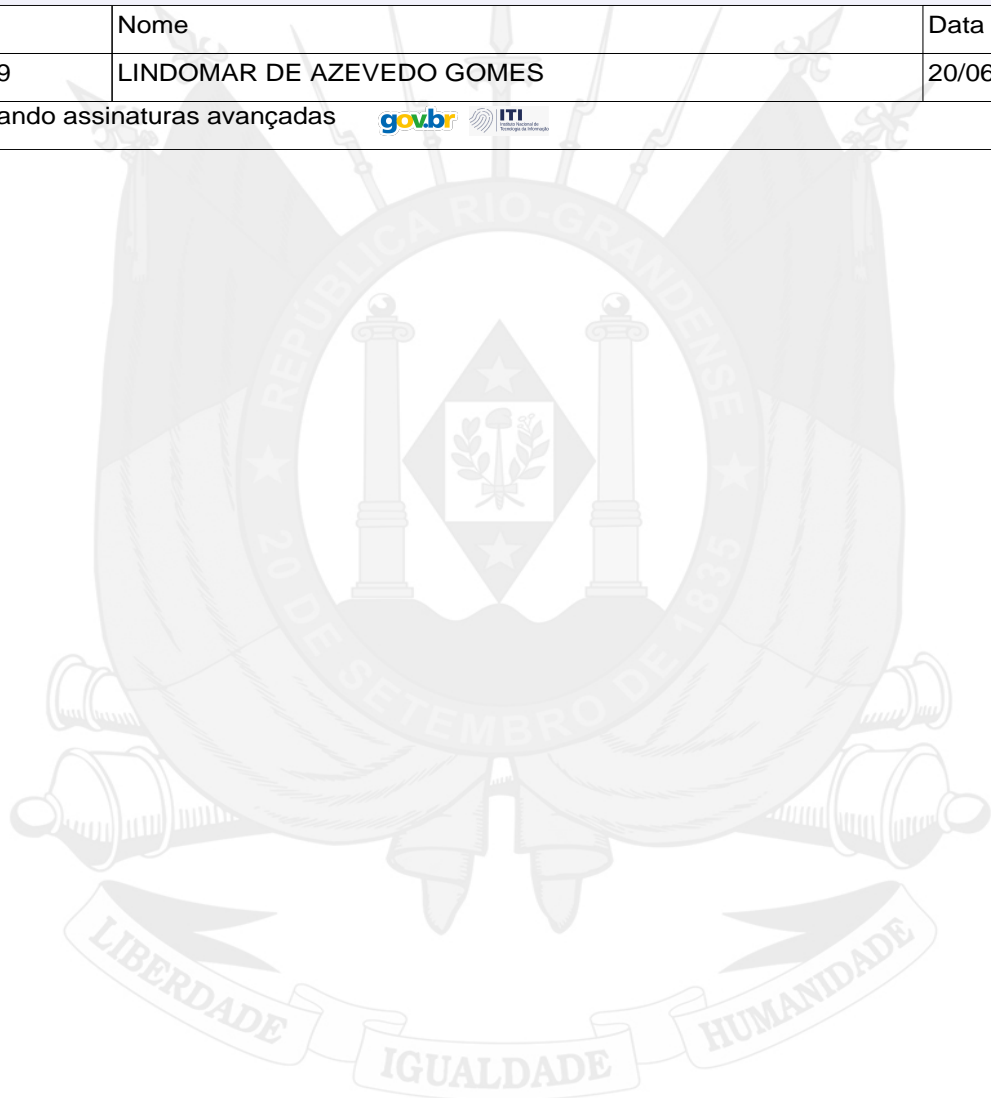 Nome Data
9 LINDOMAR DE AZEVEDO GOMES 20/06
ando assinaturas avançadas gov.br ITI
REPÚBLICA RIO-GRANDENSE
★ 20 DE SETEMBRO DE 1835 ★
LIBERDADE IGUALDADE HUMANIDADE